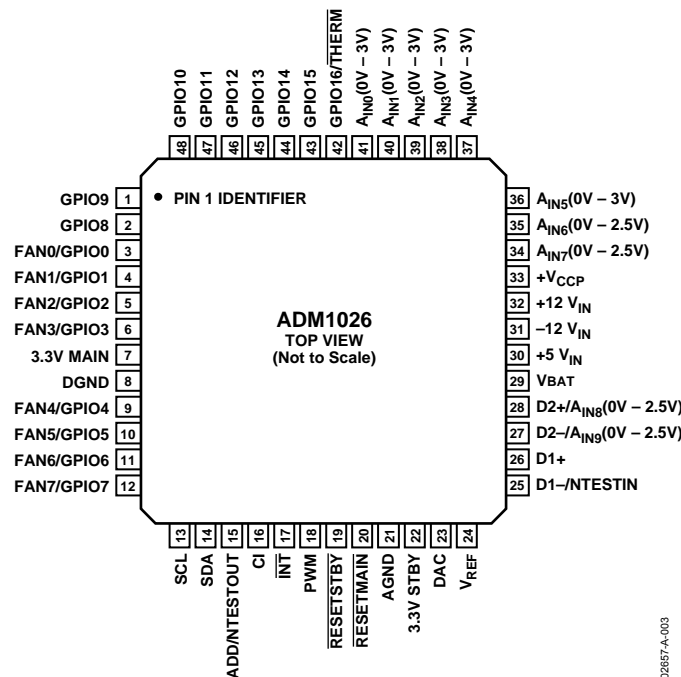 GPIO10
GPIO11
GPIO12
GPIO13
GPIO14
GPIO15
GPIO16/THERM
AIN0(0V – 3V)
AIN1(0V – 3V)
AIN2(0V – 3V)
AIN3(0V – 3V)
AIN4(0V – 3V)
48
47
46
45
44
43
42
41
40
39
38
37
GPIO9 1
GPIO8 2
FAN0/GPIO0 3
FAN1/GPIO1 4
FAN2/GPIO2 5
FAN3/GPIO3 6
3.3V MAIN 7
DGND 8
FAN4/GPIO4 9
FAN5/GPIO5 10
FAN6/GPIO6 11
FAN7/GPIO7 12
• PIN 1 IDENTIFIER
ADM1026
TOP VIEW
(Not to Scale)
36 AIN5(0V – 3V)
35 AIN6(0V – 2.5V)
34 AIN7(0V – 2.5V)
33 +VCCP
32 +12 VIN
31 –12 VIN
30 +5 VIN
29 VBAT
28 D2+/AIN8(0V – 2.5V)
27 D2–/AIN9(0V – 2.5V)
26 D1+
25 D1–/NTESTIN
13
14
15
16
17
18
19
20
21
22
23
24
SCL
SDA
ADD/NTESTOUT
CI
INT
PWM
RESETSTBY
RESETMAIN
AGND
3.3V STBY
DAC
VREF
02657-A-003